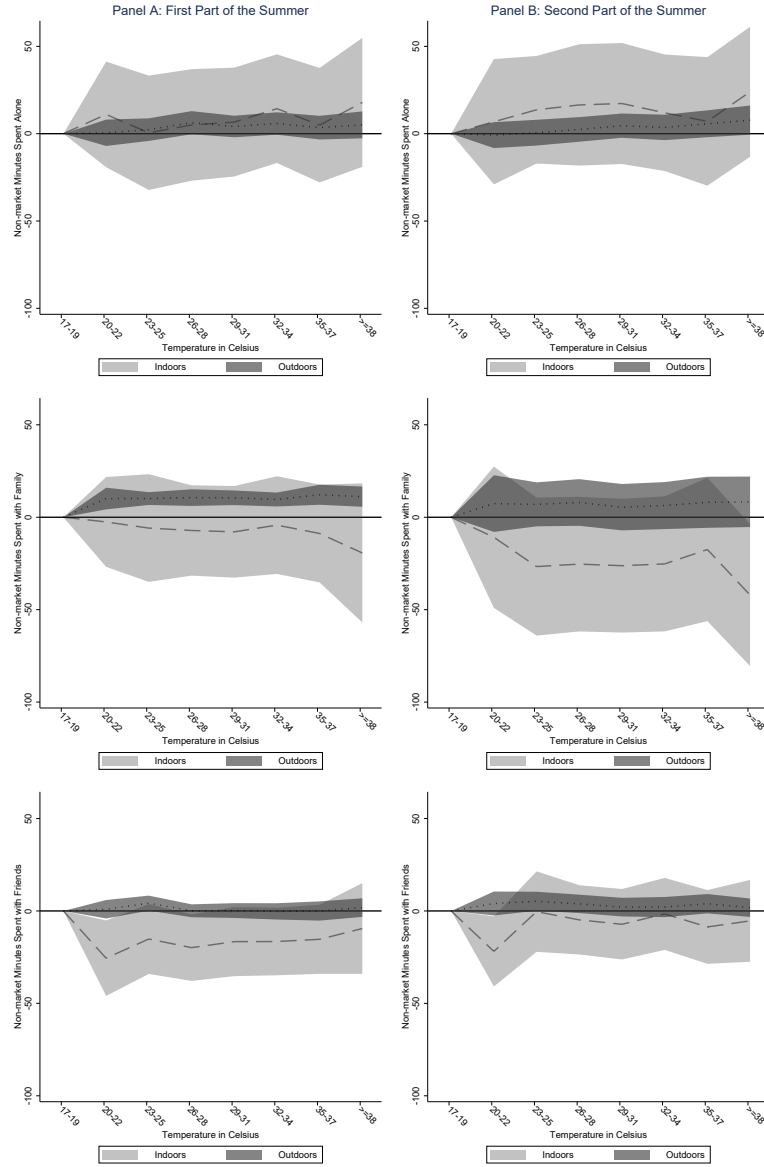 Panel A: First Part of the Summer
Panel B: Second Part of the Summer
Non-market Minutes Spent Alone
50
0
-50
-100
17-19
20-22
23-25
26-28
29-31
32-34
35-37
>=38
Temperature in Celsius
Indoors
Outdoors
Non-market Minutes Spent Alone
50
0
-50
-100
17-19
20-22
23-25
26-28
29-31
32-34
35-37
>=38
Temperature in Celsius
Indoors
Outdoors
Non-market Minutes Spent with Family
50
0
-50
-100
17-19
20-22
23-25
26-28
29-31
32-34
35-37
>=38
Temperature in Celsius
Indoors
Outdoors
Non-market Minutes Spent with Family
50
0
-50
-100
17-19
20-22
23-25
26-28
29-31
32-34
35-37
>=38
Temperature in Celsius
Indoors
Outdoors
Non-market Minutes Spent with Friends
50
0
-50
-100
17-19
20-22
23-25
26-28
29-31
32-34
35-37
>=38
Temperature in Celsius
Indoors
Outdoors
Non-market Minutes Spent with Friends
50
0
-50
-100
17-19
20-22
23-25
26-28
29-31
32-34
35-37
>=38
Temperature in Celsius
Indoors
Outdoors